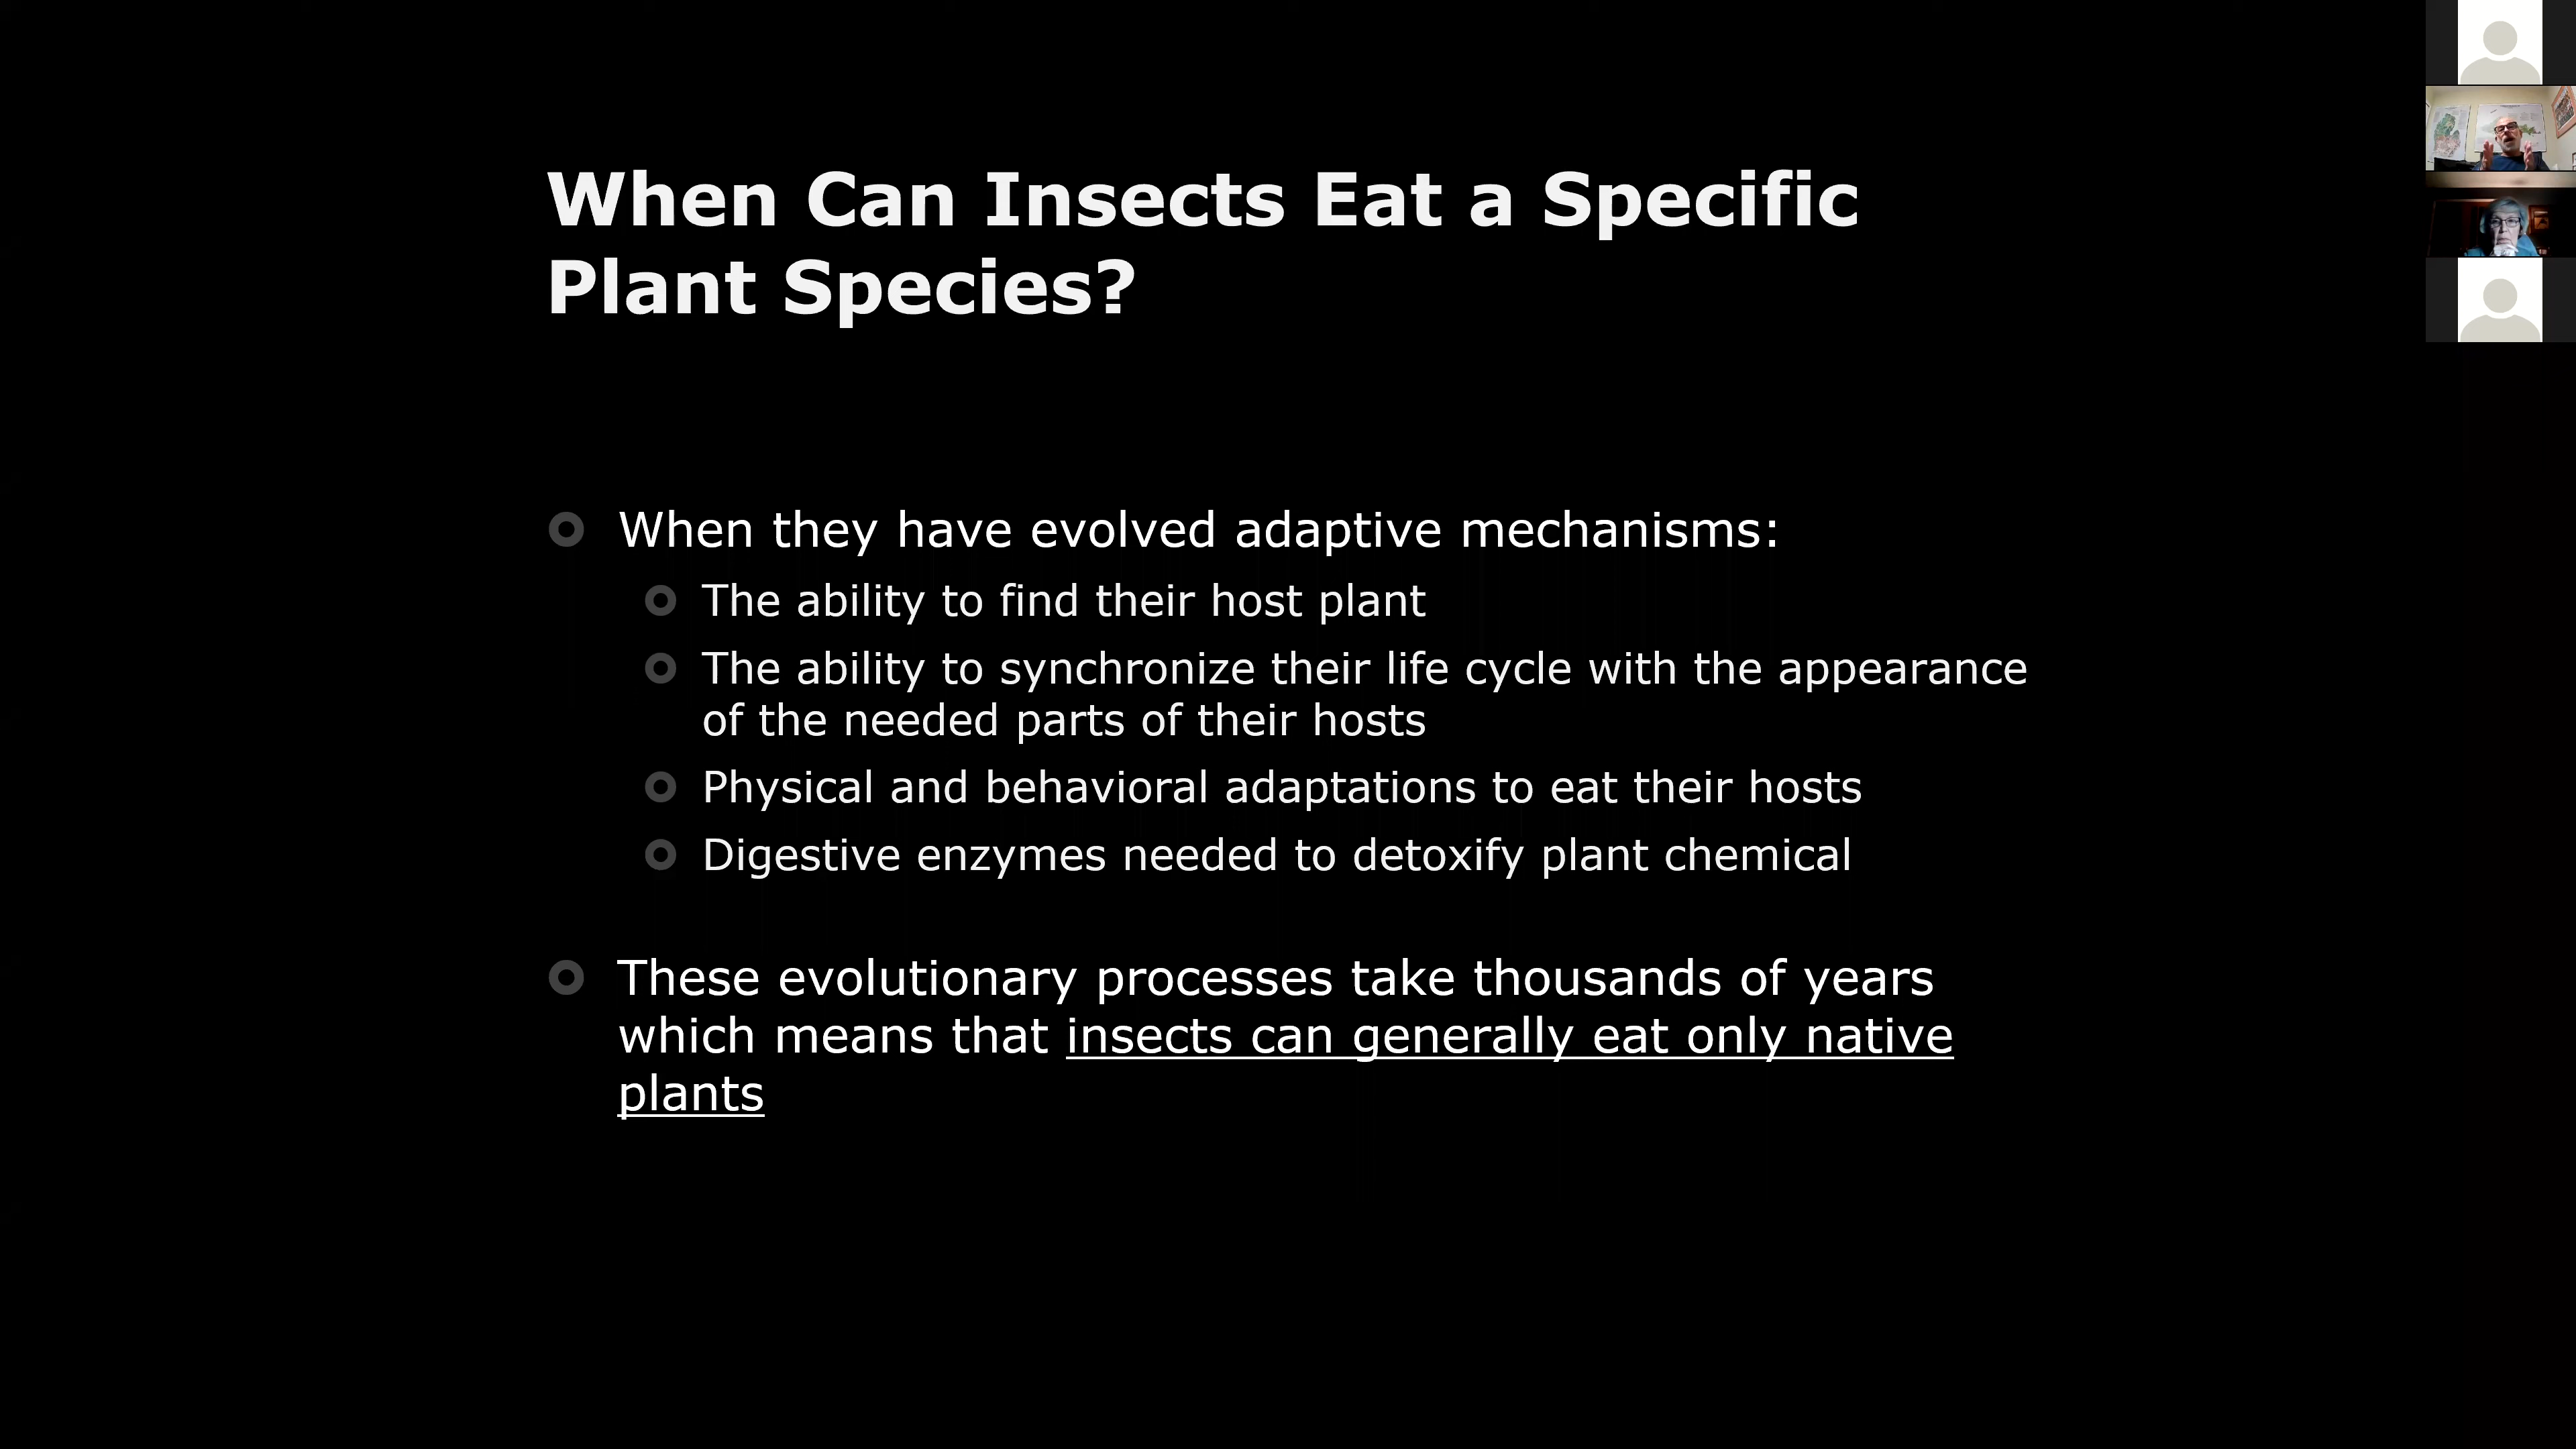 When Can Insects Eat a Specific
Plant Species?
When they have evolved adaptive mechanisms:
The ability to find their host plant
The ability to synchronize their life cycle with the appearance
of the needed parts of their hosts
Physical and behavioral adaptations to eat their hosts
Digestive enzymes needed to detoxify plant chemical
These evolutionary processes take thousands of years
which means that insects can generally eat only native
plants